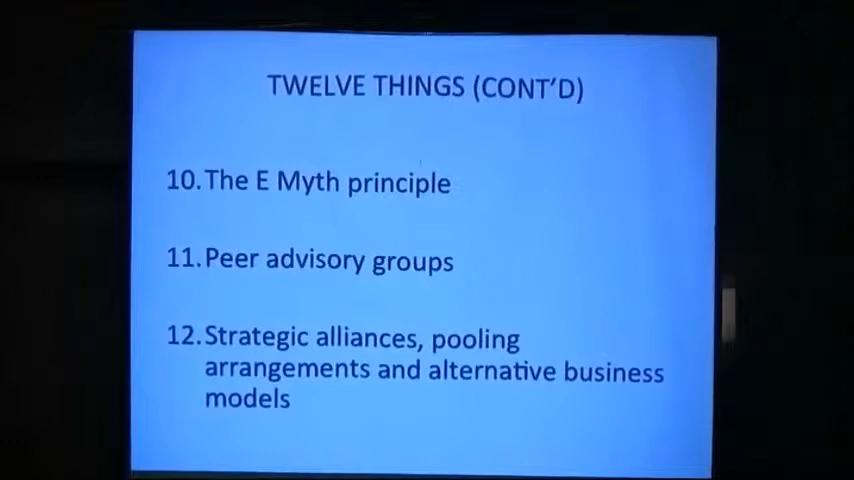 TWELVE THINGS (CONT'D)
10. The E Myth principle
11. Peer advisory groups
12. Strategic alliances, pooling
arrangements and alternative business
models